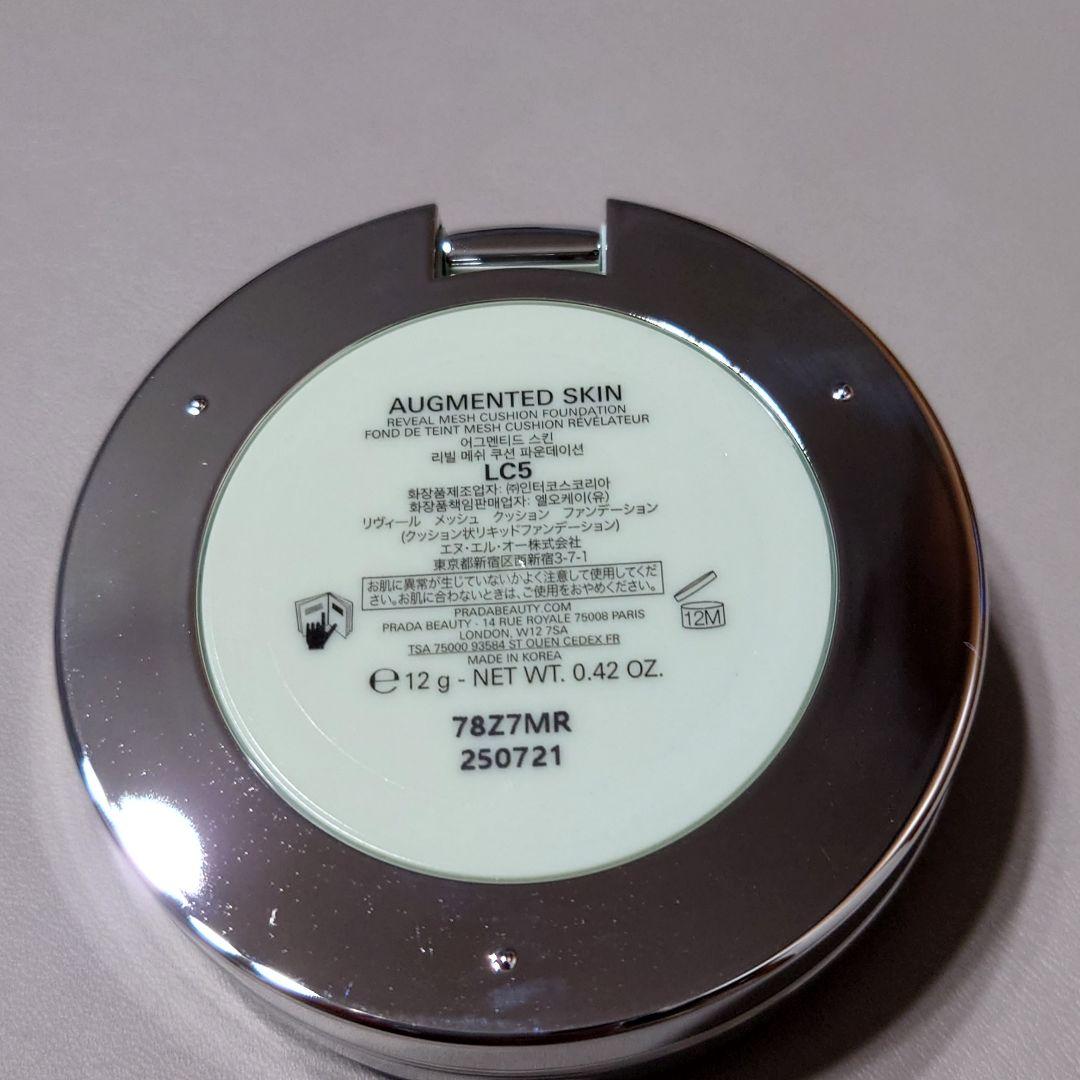 AUGMENTED SKIN
REVEAL MESH CUSHION FOUNDATION
FOND DE TEINT MESH CUSHION RÉVÉLATEUR
어그멘티드 스킨
리빌 메쉬 쿠션 파운데이션
LC5
화장품제조업자: ㈜인터코스코리아
화장품책임판매업자: 엘오케이(유)
リヴィール メッシュ クッション ファンデーション
(クッション状リキッドファンデーション)
エヌ・エル・オー株式会社
東京都新宿区西新宿3-7-1
お肌に異常が生じていないかよく注意して使用してくだ
さい。お肌に合わないときは、ご使用をおやめください。
PRADABEAUTY.COM
PRADA BEAUTY · 14 RUE ROYALE 75008 PARIS
LONDON, W12 7SA
TSA 75000 93584 ST OUEN CEDEX FR
MADE IN KOREA
12M
℮ 12 g - NET WT. 0.42 OZ.
78Z7MR
250721